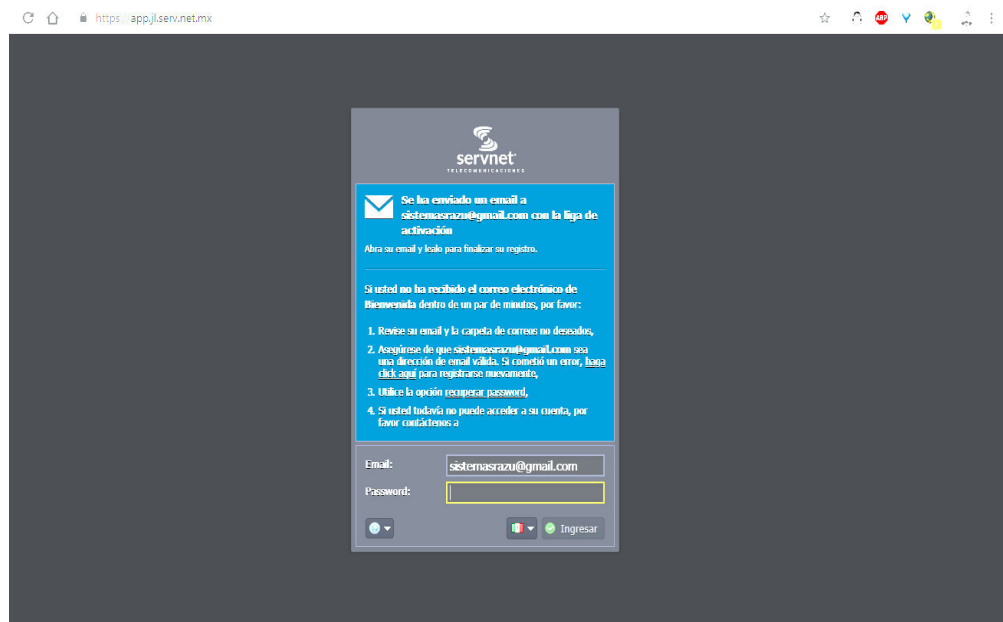 https://app.jl.serv.net.mx
ABP
servnet
TELECOMUNICACIONES
Se ha enviado un email a
sistemasrazu@gmail.com con la liga de
activación
Abra su email y lealo para finalizar su registro.
Si usted no ha recibido el correo electrónico de
Bienvenida dentro de un par de minutos, por favor:
1. Revise su email y la carpeta de correos no deseados,
2. Asegúrese de que sistemasrazu@gmail.com sea
una dirección de email válida. Si cometió un error, haga
click aquí para registrarse nuevamente,
3. Utilice la opción recuperar password,
4. Si usted todavía no puede acceder a su cuenta, por
favor contáctenos a
Email:
sistemasrazu@gmail.com
Password:
Ingresar